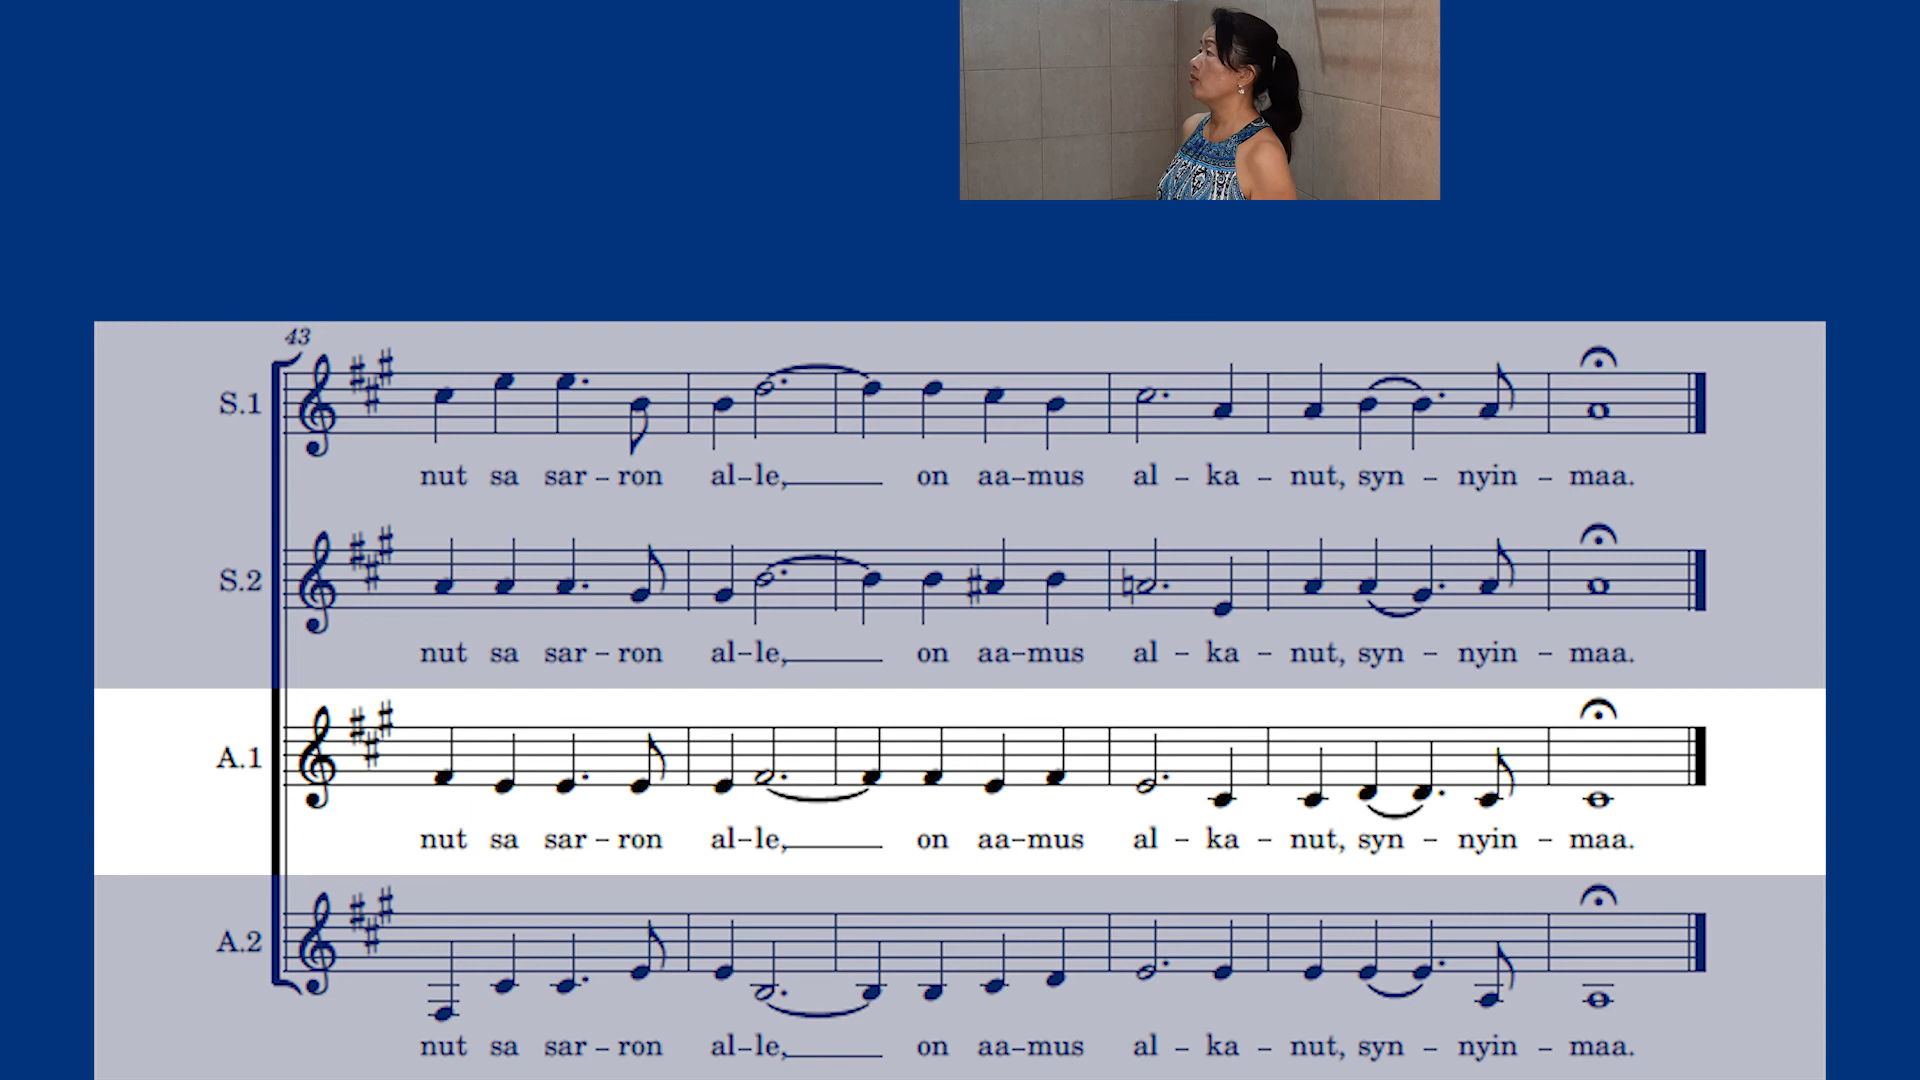 43
S.1
nut sa sar – ron al–le, on aa–mus al – ka – nut, syn – nyin – maa.
S.2
nut sa sar – ron al–le, on aa–mus al – ka – nut, syn – nyin – maa.
A.1
nut sa sar – ron al–le, on aa–mus al – ka – nut, syn – nyin – maa.
A.2
nut sa sar – ron al–le, on aa–mus al – ka – nut, syn – nyin – maa.